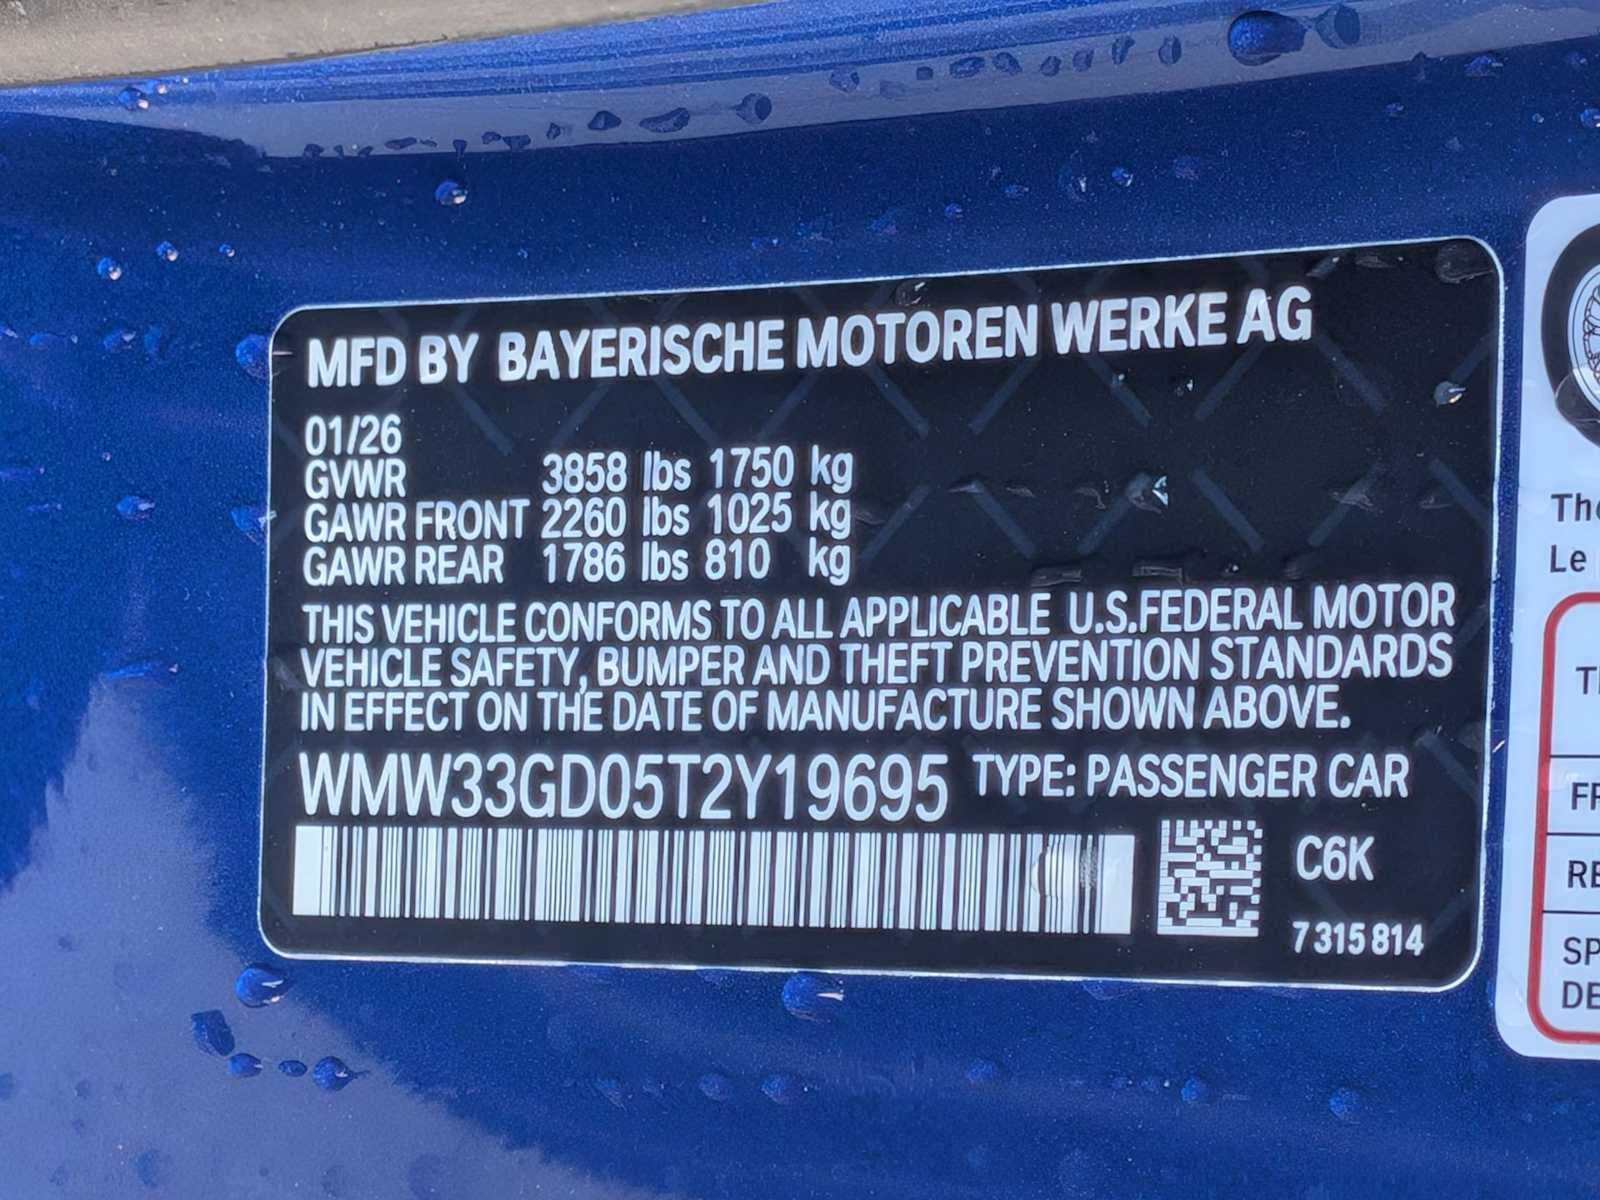 MFD BY BAYERISCHE MOTOREN WERKE AG
01/26
GVWR 3858 lbs 1750 kg
GAWR FRONT 2260 lbs 1025 kg
GAWR REAR 1786 lbs 810 kg
THIS VEHICLE CONFORMS TO ALL APPLICABLE U.S.FEDERAL MOTOR
VEHICLE SAFETY, BUMPER AND THEFT PREVENTION STANDARDS
IN EFFECT ON THE DATE OF MANUFACTURE SHOWN ABOVE.
WMW33GD05T2Y19695 TYPE: PASSENGER CAR
C6K
7 315 814
Le